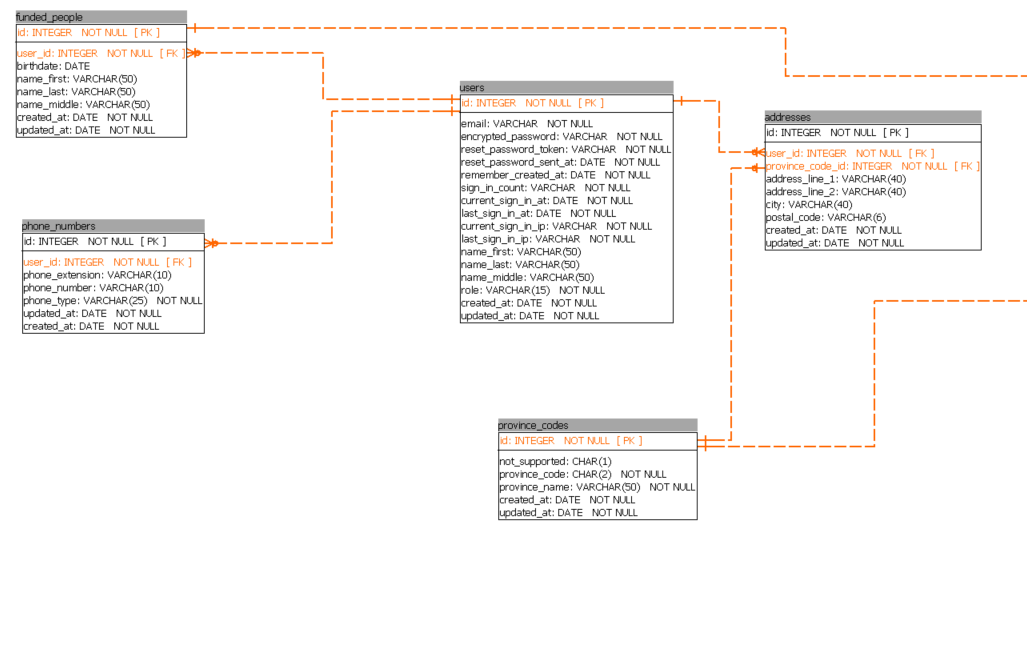 funded_people
id: INTEGER NOT NULL [ PK ]
user_id: INTEGER NOT NULL [ FK ]
birthdate: DATE
name_first: VARCHAR(50)
name_last: VARCHAR(50)
name_middle: VARCHAR(50)
created_at: DATE NOT NULL
updated_at: DATE NOT NULL
users
id: INTEGER NOT NULL [ PK ]
email: VARCHAR NOT NULL
encrypted_password: VARCHAR NOT NULL
reset_password_token: VARCHAR NOT NULL
reset_password_sent_at: DATE NOT NULL
remember_created_at: DATE NOT NULL
sign_in_count: VARCHAR NOT NULL
current_sign_in_at: DATE NOT NULL
last_sign_in_at: DATE NOT NULL
current_sign_in_ip: VARCHAR NOT NULL
last_sign_in_ip: VARCHAR NOT NULL
name_first: VARCHAR(50)
name_last: VARCHAR(50)
name_middle: VARCHAR(50)
role: VARCHAR(15) NOT NULL
created_at: DATE NOT NULL
updated_at: DATE NOT NULL
addresses
id: INTEGER NOT NULL [ PK ]
user_id: INTEGER NOT NULL [ FK ]
province_code_id: INTEGER NOT NULL [ FK ]
address_line_1: VARCHAR(40)
address_line_2: VARCHAR(40)
city: VARCHAR(40)
postal_code: VARCHAR(6)
created_at: DATE NOT NULL
updated_at: DATE NOT NULL
phone_numbers
id: INTEGER NOT NULL [ PK ]
user_id: INTEGER NOT NULL [ FK ]
phone_extension: VARCHAR(10)
phone_number: VARCHAR(10)
phone_type: VARCHAR(25) NOT NULL
updated_at: DATE NOT NULL
created_at: DATE NOT NULL
province_codes
id: INTEGER NOT NULL [ PK ]
not_supported: CHAR(1)
province_code: CHAR(2) NOT NULL
province_name: VARCHAR(50) NOT NULL
created_at: DATE NOT NULL
updated_at: DATE NOT NULL